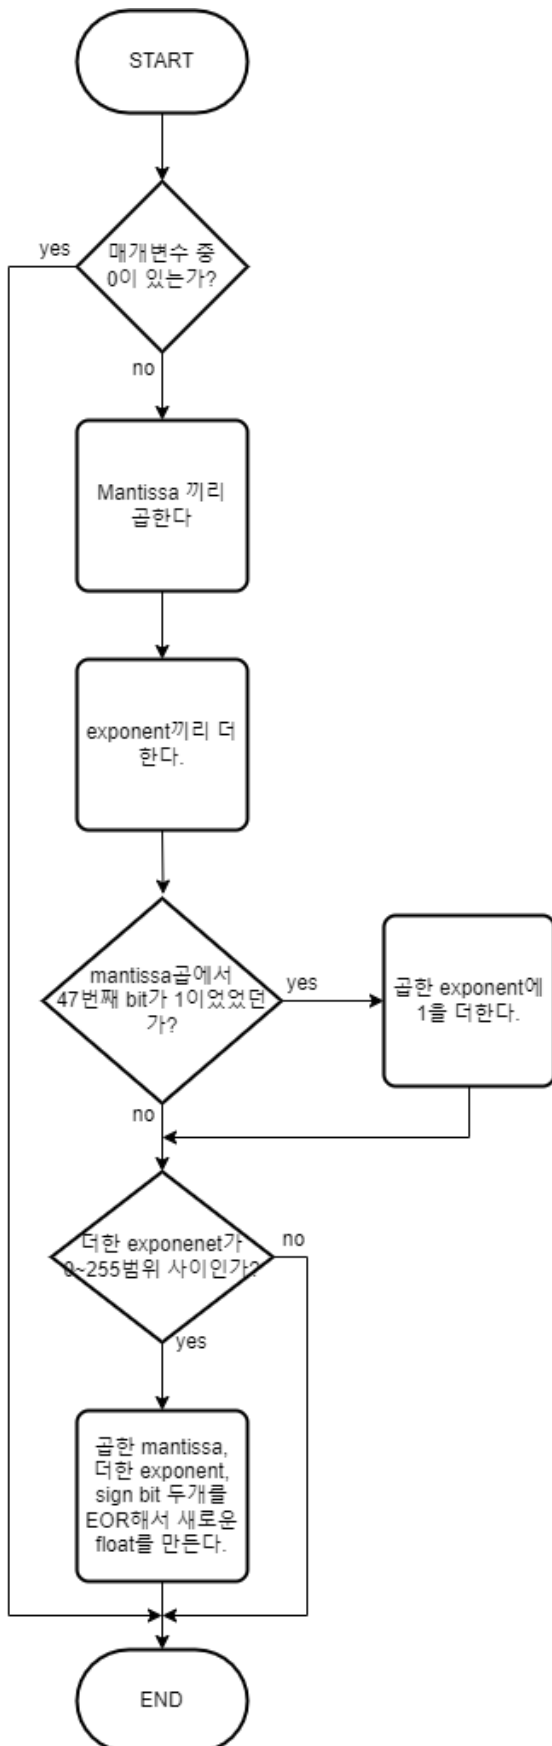 START
yes
매개변수 중
0이 있는가?
no
Mantissa 끼리
곱한다
exponent끼리 더
한다.
mantissa곱에서
47번째 bit가 1이었었던
가?
yes
곱한 exponent에
1을 더한다.
no
더한 exponenet가
0~255범위 사이인가?
no
yes
곱한 mantissa,
더한 exponent,
sign bit 두개를
EOR해서 새로운
float를 만든다.
END